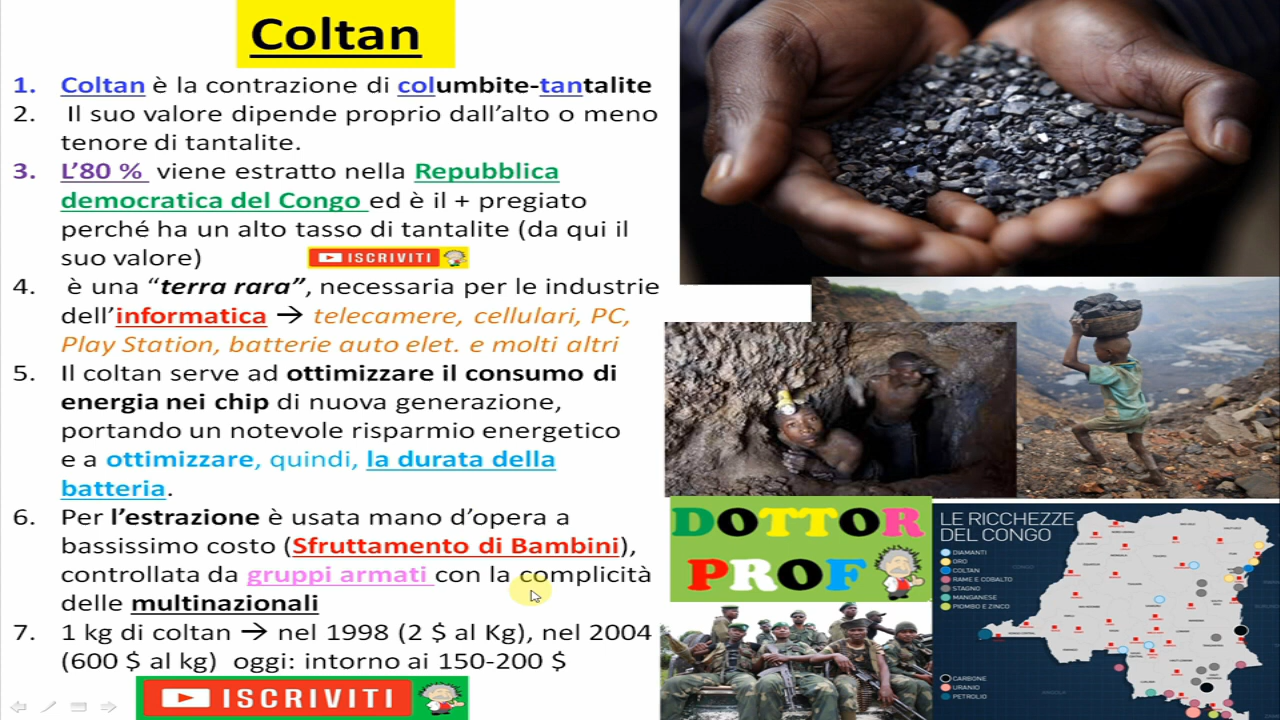 Coltan
1. Coltan è la contrazione di columbite-tantalite
2. Il suo valore dipende proprio dall'alto o meno
tenore di tantalite.
3. L'80 % viene estratto nella Repubblica
democratica del Congo ed è il + pregiato
perché ha un alto tasso di tantalite (da qui il
suo valore)
ISCRIVITI
4. è una "terra rara", necessaria per le industrie
dell'informatica → telecamere, cellulari, PC,
Play Station, batterie auto elet. e molti altri
5. Il coltan serve ad ottimizzare il consumo di
energia nei chip di nuova generazione,
portando un notevole risparmio energetico
e a ottimizzare, quindi, la durata della
batteria.
6. Per l'estrazione è usata mano d'opera a
bassissimo costo (Sfruttamento di Bambini),
controllata da gruppi armati con la complicità
delle multinazionali
7. 1 kg di coltan → nel 1998 (2 $ al Kg), nel 2004
(600 $ al kg) oggi: intorno ai 150-200 $
ISCRIVITI
DOTTOR
PROF
LE RICCHEZZE
DEL CONGO
DIAMANTI
ORO
COLTAN
RAME E COBALTO
STAGNO
MANGANESE
PIOMBO E ZINCO
CARBONE
URANIO
PETROLIO
CONGO
ANGOLA